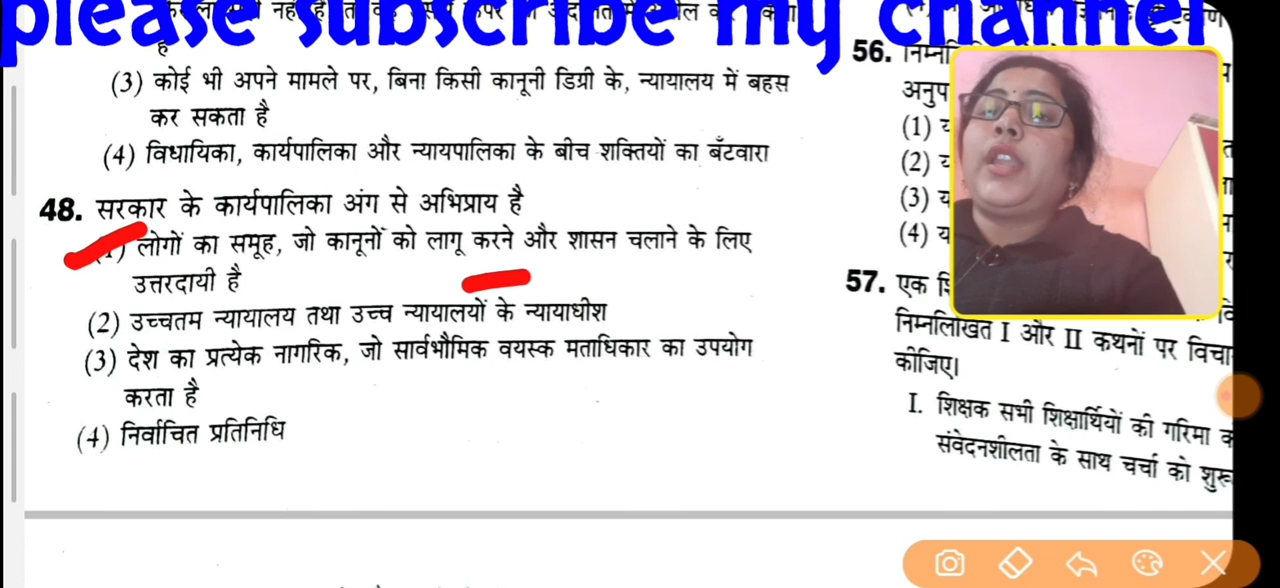 please subscribe my channel
(3) कोई भी अपने मामले पर, बिना किसी कानूनी डिग्री के, न्यायालय में बहस
कर सकता है
(4) विधायिका, कार्यपालिका और न्यायपालिका के बीच शक्तियों का बँटवारा
48. सरकार के कार्यपालिका अंग से अभिप्राय है
लोगों का समूह, जो कानूनों को लागू करने और शासन चलाने के लिए
उत्तरदायी है
(2) उच्चतम न्यायालय तथा उच्च न्यायालयों के न्यायाधीश
(3) देश का प्रत्येक नागरिक, जो सार्वभौमिक वयस्क मताधिकार का उपयोग
करता है
(4) निर्वाचित प्रतिनिधि
56.
(1)
(2)
(3)
(4)
57. एक
निम्नलिखित I और II कथनों पर
कीजिए।
I. शिक्षक सभी शिक्षार्थियों की गरिमा
संवेदनशीलता के साथ चर्चा को